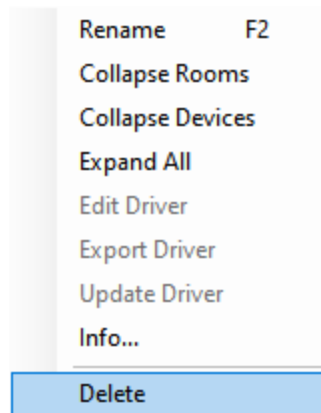 Rename F2
Collapse Rooms
Collapse Devices
Expand All
Edit Driver
Export Driver
Update Driver
Info...
Delete